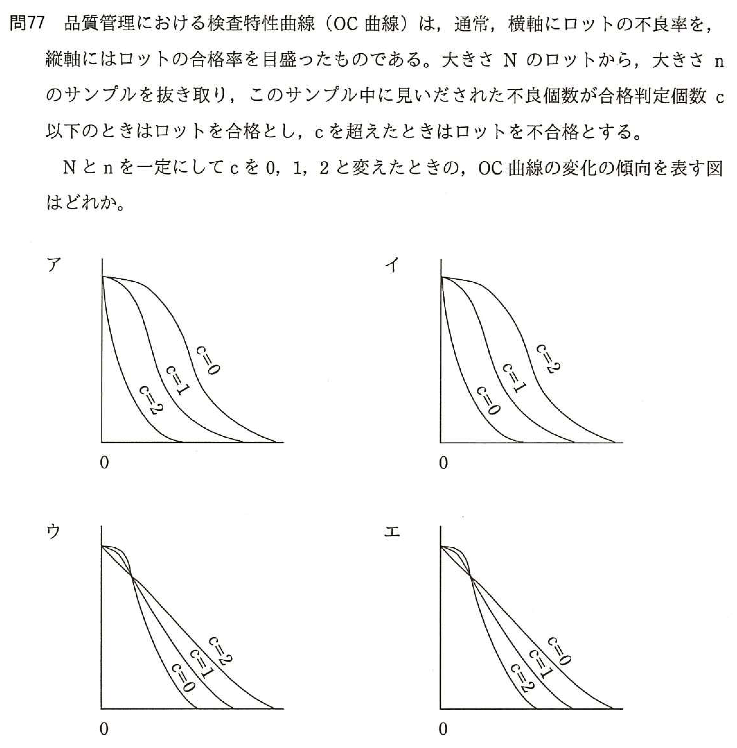 問77 品質管理における検査特性曲線（OC 曲線）は，通常，横軸にロットの不良率を，
縦軸にはロットの合格率を目盛ったものである。大きさ N のロットから，大きさ n
のサンプルを抜き取り，このサンプル中に見いだされた不良個数が合格判定個数 c
以下のときはロットを合格とし，c を超えたときはロットを不合格とする。
N と n を一定にして c を 0，1，2 と変えたときの，OC 曲線の変化の傾向を表す図
はどれか。
ア
c=0
c=1
c=2
0
イ
c=2
c=1
c=0
0
ウ
c=2
c=1
c=0
0
エ
c=0
c=1
c=2
0